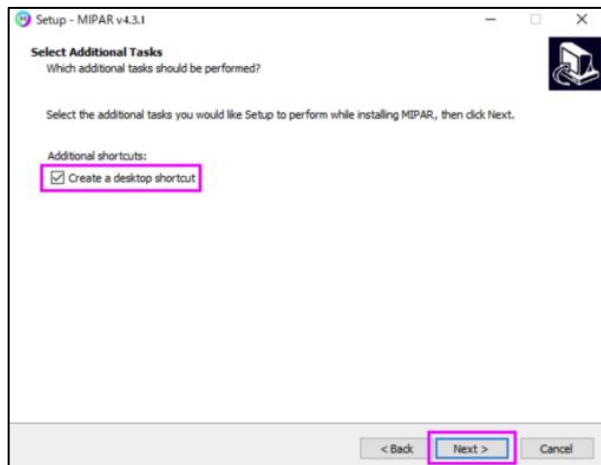 Setup - MIPAR v4.3.1
Select Additional Tasks
Which additional tasks should be performed?
Select the additional tasks you would like Setup to perform while installing MIPAR, then click Next.
Additional shortcuts:
Create a desktop shortcut
< Back Next > Cancel